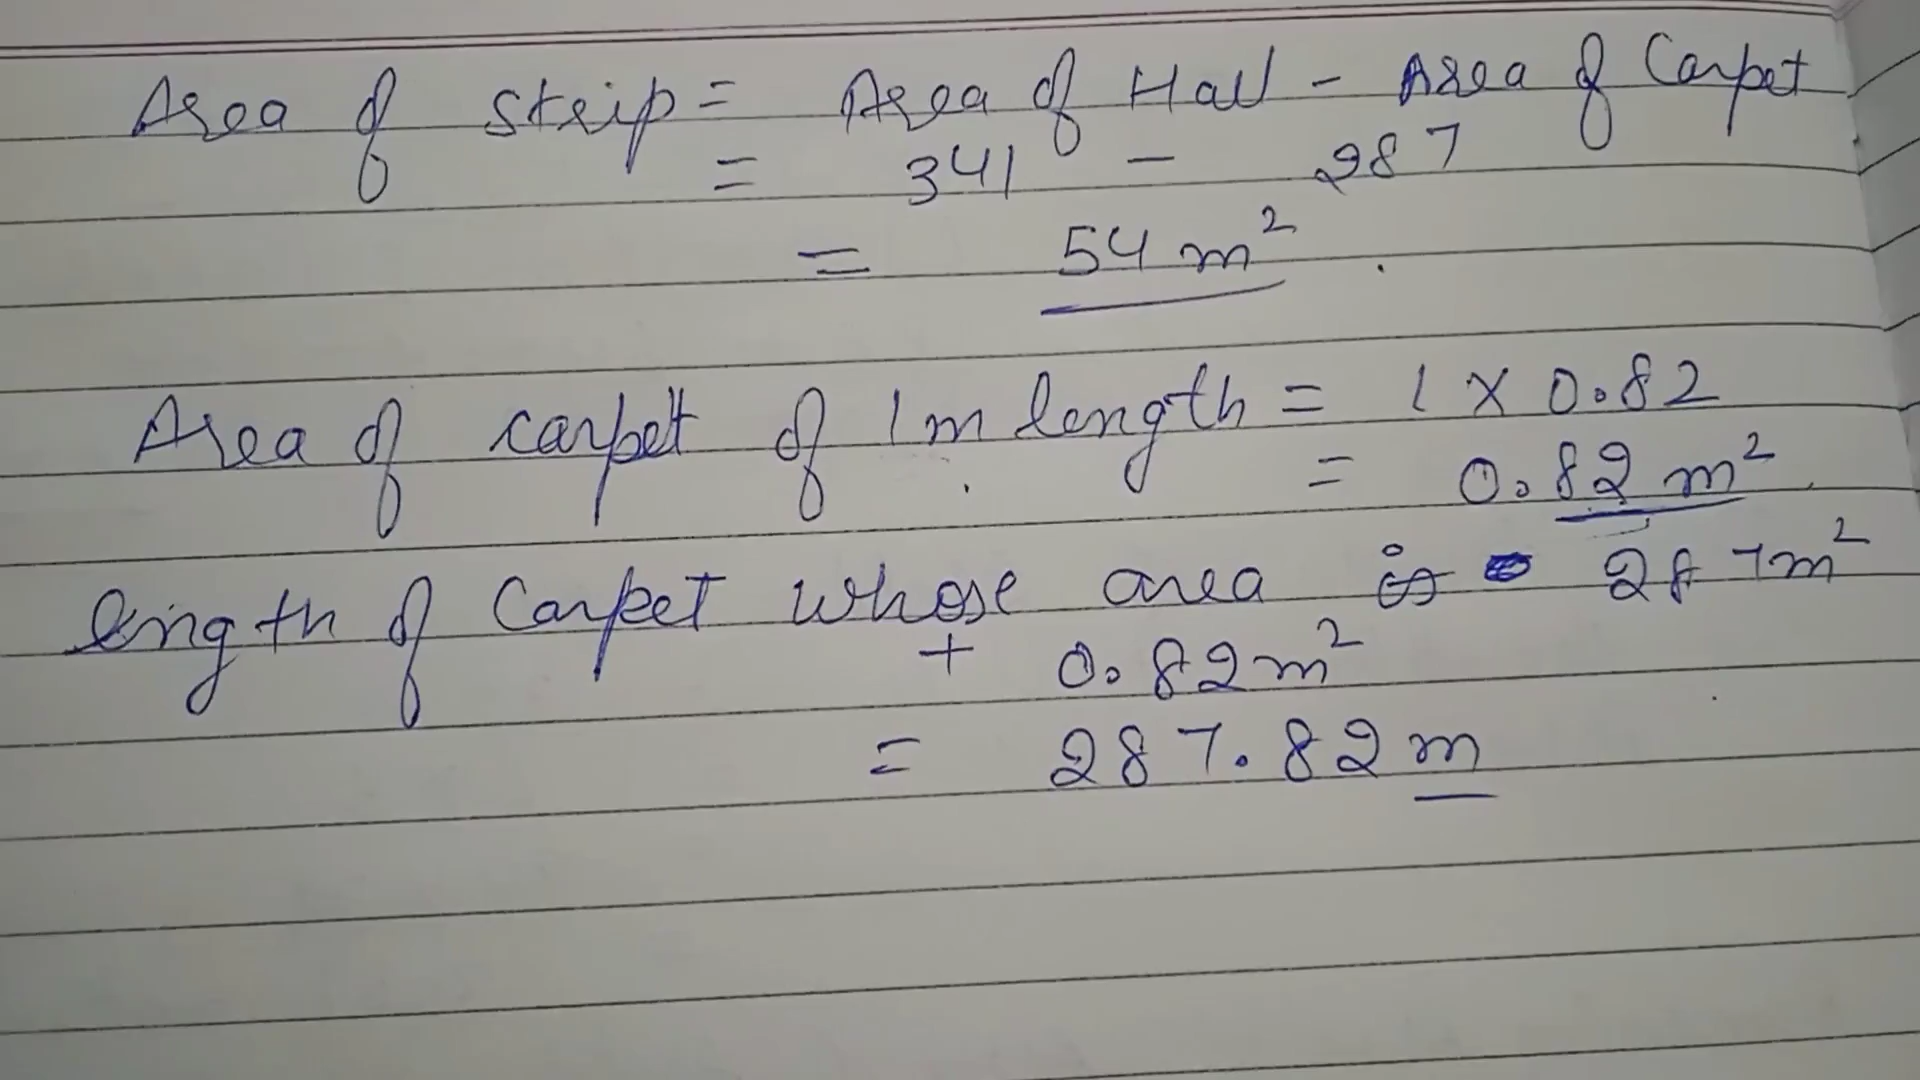 Area of strip = Area of Hall - Area of Carpet
= 341 - 287
= 54 m²
Area of carpet of 1m length = 1 × 0.82
= 0.82 m²
length of Carpet whose area is 287m²
+ 0.82m²
= 287.82 m